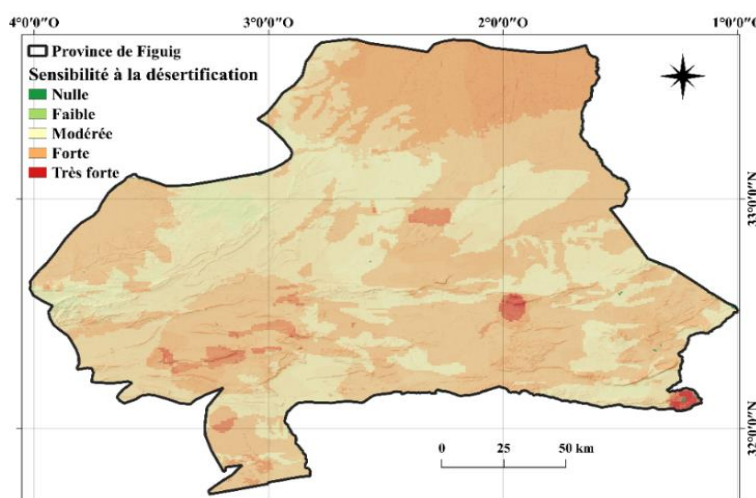 4°0'0"O 3°0'0"O 2°0'0"O 1°0'0"O
Province de Figuig
Sensibilité à la désertification
Nulle
Faible
Modérée
Forte
Très forte
33°0'0"N
32°0'0"N
0 25 50 km